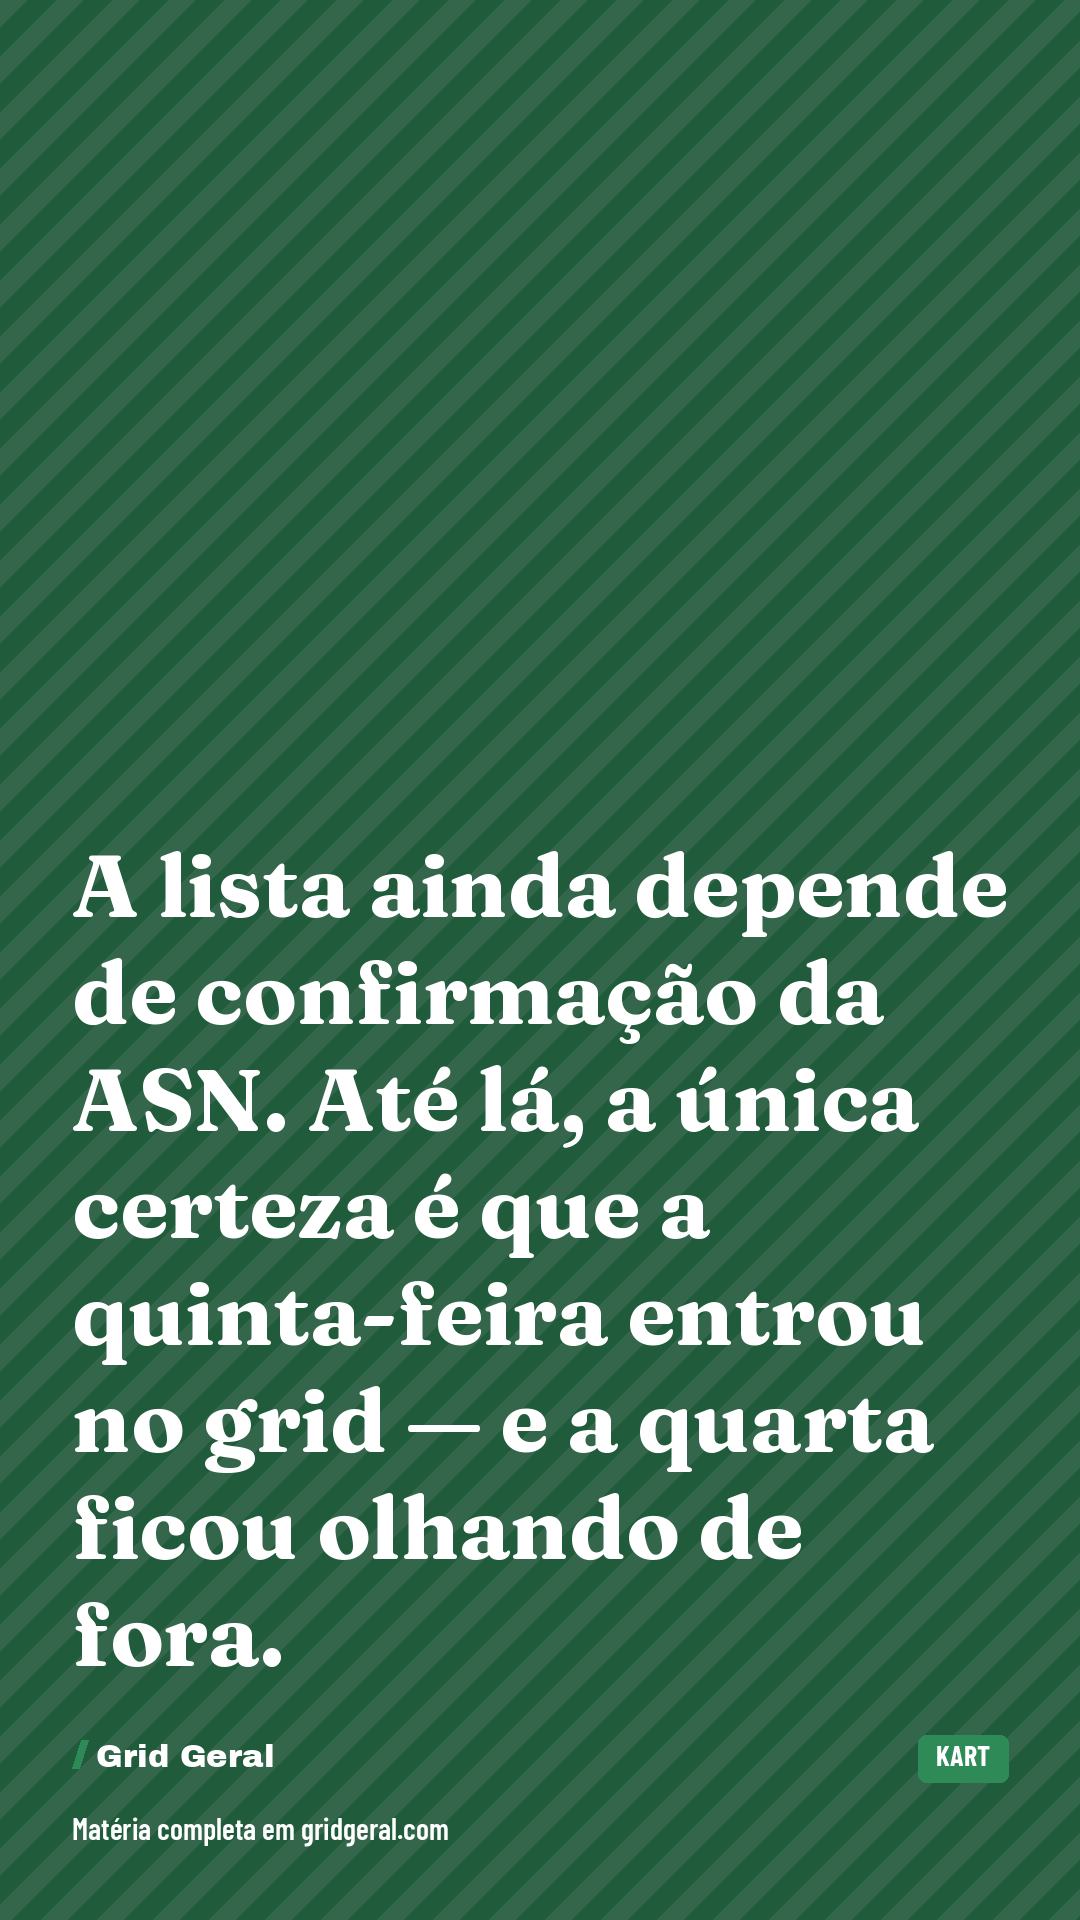 A lista ainda depende
de confirmação da
ASN. Até lá, a única
certeza é que a
quinta-feira entrou
no grid — e a quarta
ficou olhando de
fora.
/ Grid Geral
KART
Matéria completa em gridgeral.com